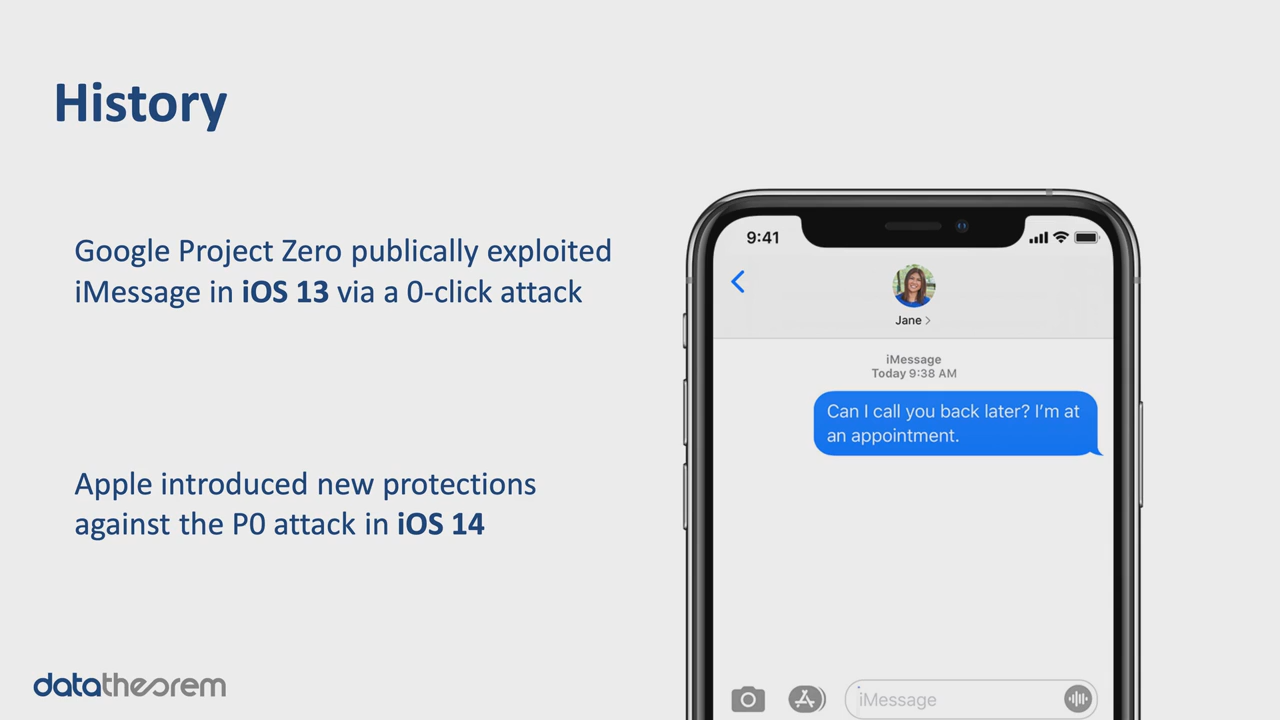 History
Google Project Zero publically exploited
iMessage in iOS 13 via a 0-click attack
Apple introduced new protections
against the P0 attack in iOS 14
datatheorem
9:41
Jane >
iMessage
Today 9:38 AM
Can I call you back later? I'm at
an appointment.
iMessage